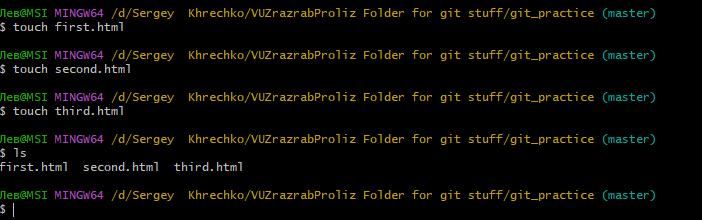 Лев@MSI MINGW64 /d/Sergey  Khrechko/VUZrazrabProliz Folder for git stuff/git_practice (master)
$ touch first.html
Лев@MSI MINGW64 /d/Sergey  Khrechko/VUZrazrabProliz Folder for git stuff/git_practice (master)
$ touch second.html
Лев@MSI MINGW64 /d/Sergey  Khrechko/VUZrazrabProliz Folder for git stuff/git_practice (master)
$ touch third.html
Лев@MSI MINGW64 /d/Sergey  Khrechko/VUZrazrabProliz Folder for git stuff/git_practice (master)
$ ls
first.html  second.html  third.html
Лев@MSI MINGW64 /d/Sergey  Khrechko/VUZrazrabProliz Folder for git stuff/git_practice (master)
$